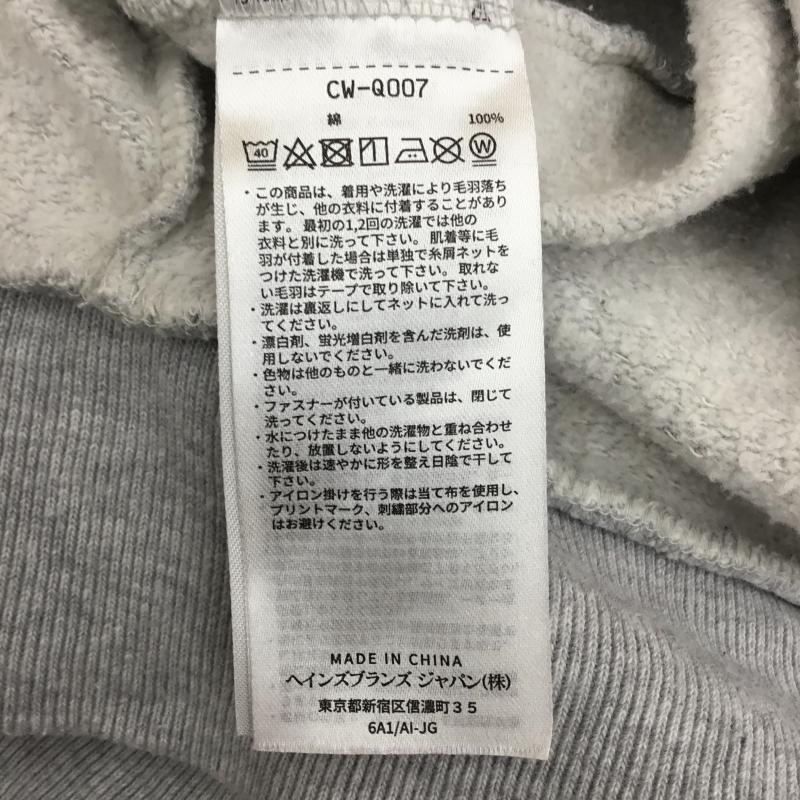 CW-Q007
綿 100%
40 W
・この商品は、着用や洗濯により毛羽落ち
が生じ、他の衣料に付着することがあり
ます。 最初の1,2回の洗濯では他の
衣料と別に洗って下さい。 肌着等に毛
羽が付着した場合は単独で糸屑ネットを
つけた洗濯機で洗って下さい。 取れな
い毛羽はテープで取り除いて下さい。
・洗濯は裏返しにしてネットに入れて洗っ
てください。
・漂白剤、蛍光増白剤を含んだ洗剤は、使
用しないでください。
・色物は他のものと一緒に洗わないでくだ
さい。
・ファスナーが付いている製品は、閉じて
洗ってください。
・水につけたまま他の洗濯物と重ね合わせ
たり、放置しないようにしてください。
・洗濯後は速やかに形を整え日陰で干して
下さい。
・アイロン掛けを行う際は当て布を使用し、
プリントマーク、刺繍部分へのアイロン
はお避けください。
MADE IN CHINA
ヘインズブランズ ジャパン(株)
東京都新宿区信濃町35
6A1/AI-JG